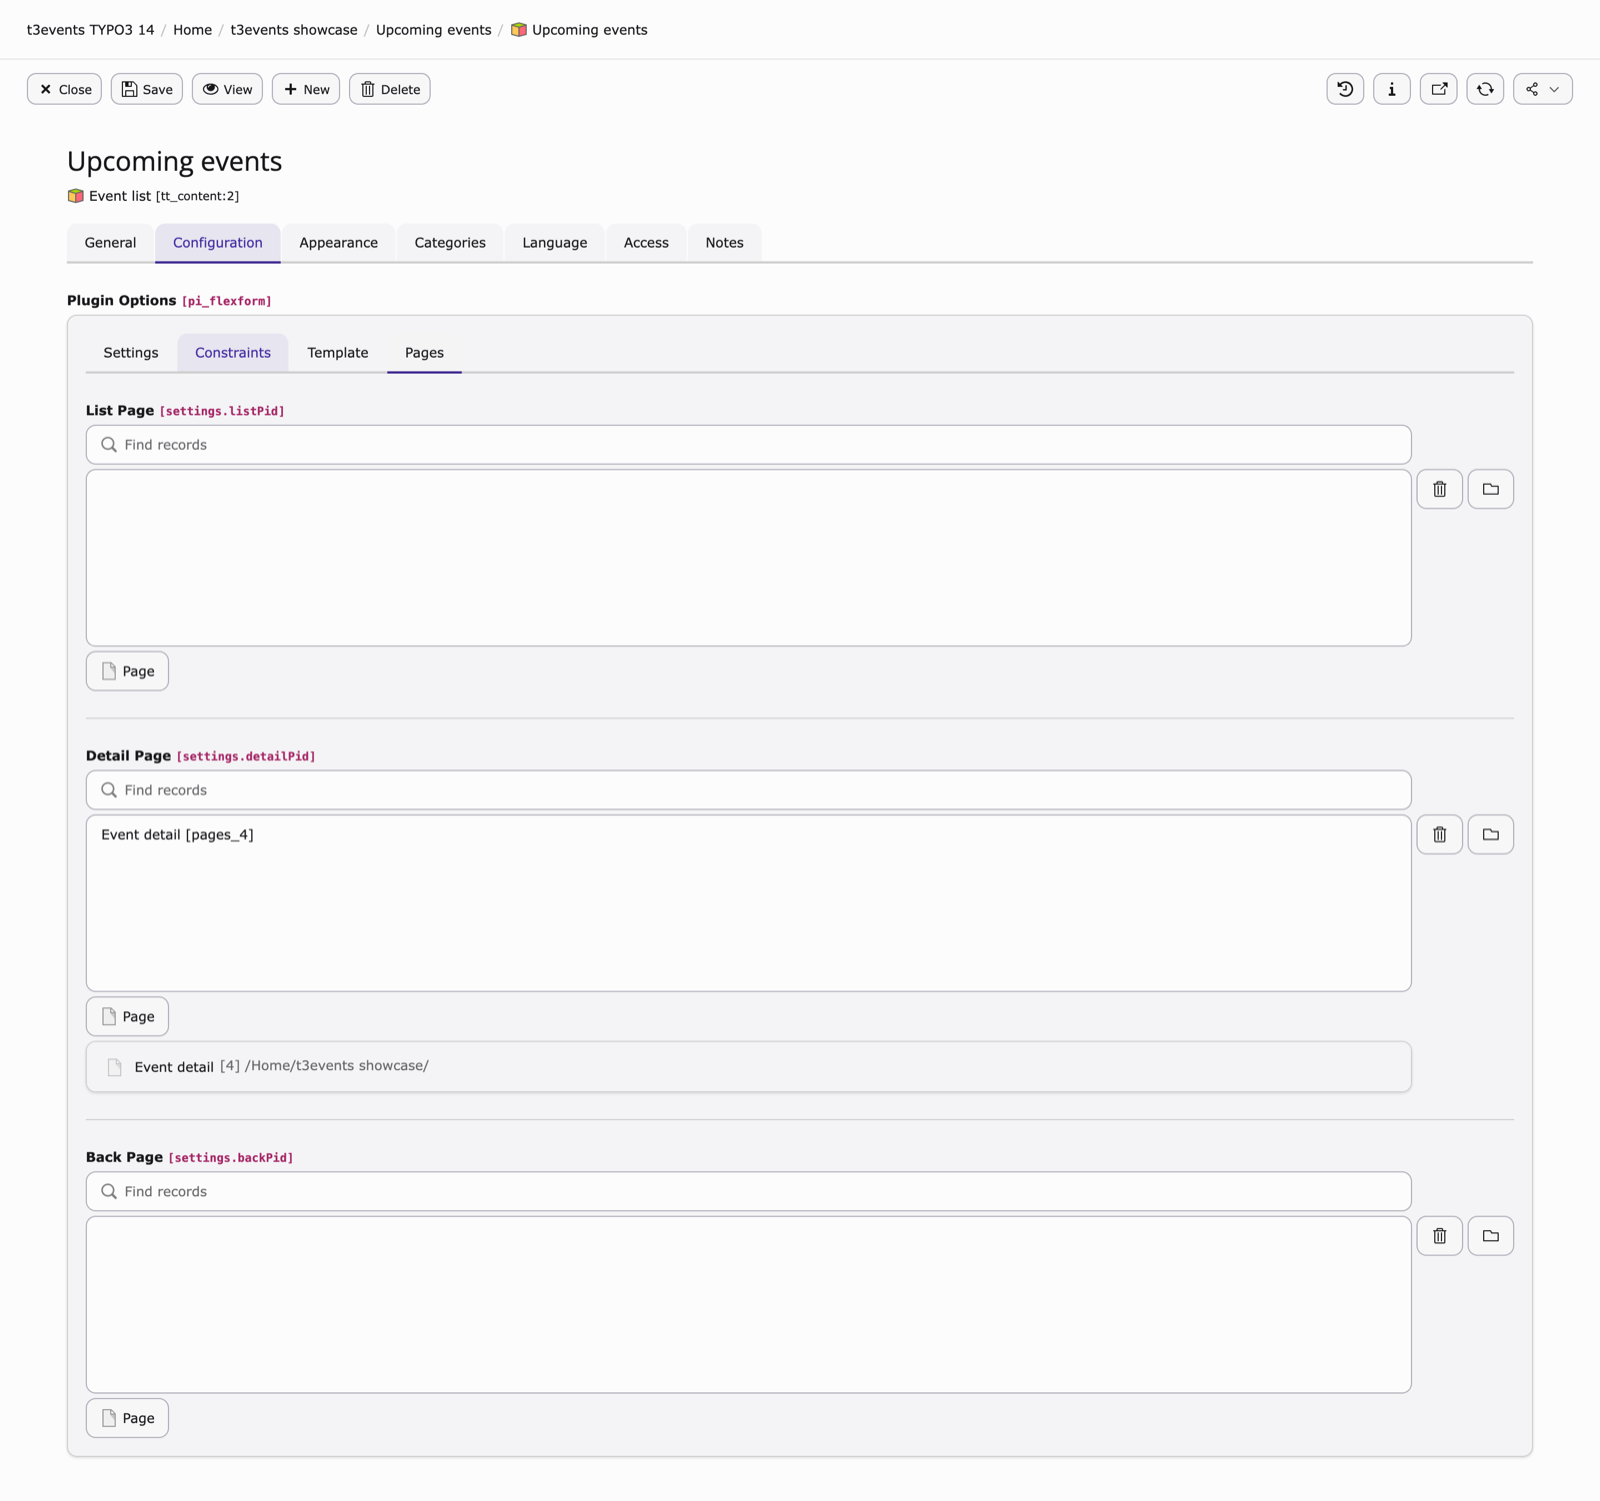 t3events TYPO3 14 / Home / t3events showcase / Upcoming events / Upcoming events
Close Save View New Delete
Upcoming events
Event list [tt_content:2]
General Configuration Appearance Categories Language Access Notes
Plugin Options [pi_flexform]
Settings Constraints Template Pages
List Page [settings.listPid]
Find records
Page
Detail Page [settings.detailPid]
Find records
Event detail [pages_4]
Page
Event detail [4] /Home/t3events showcase/
Back Page [settings.backPid]
Find records
Page